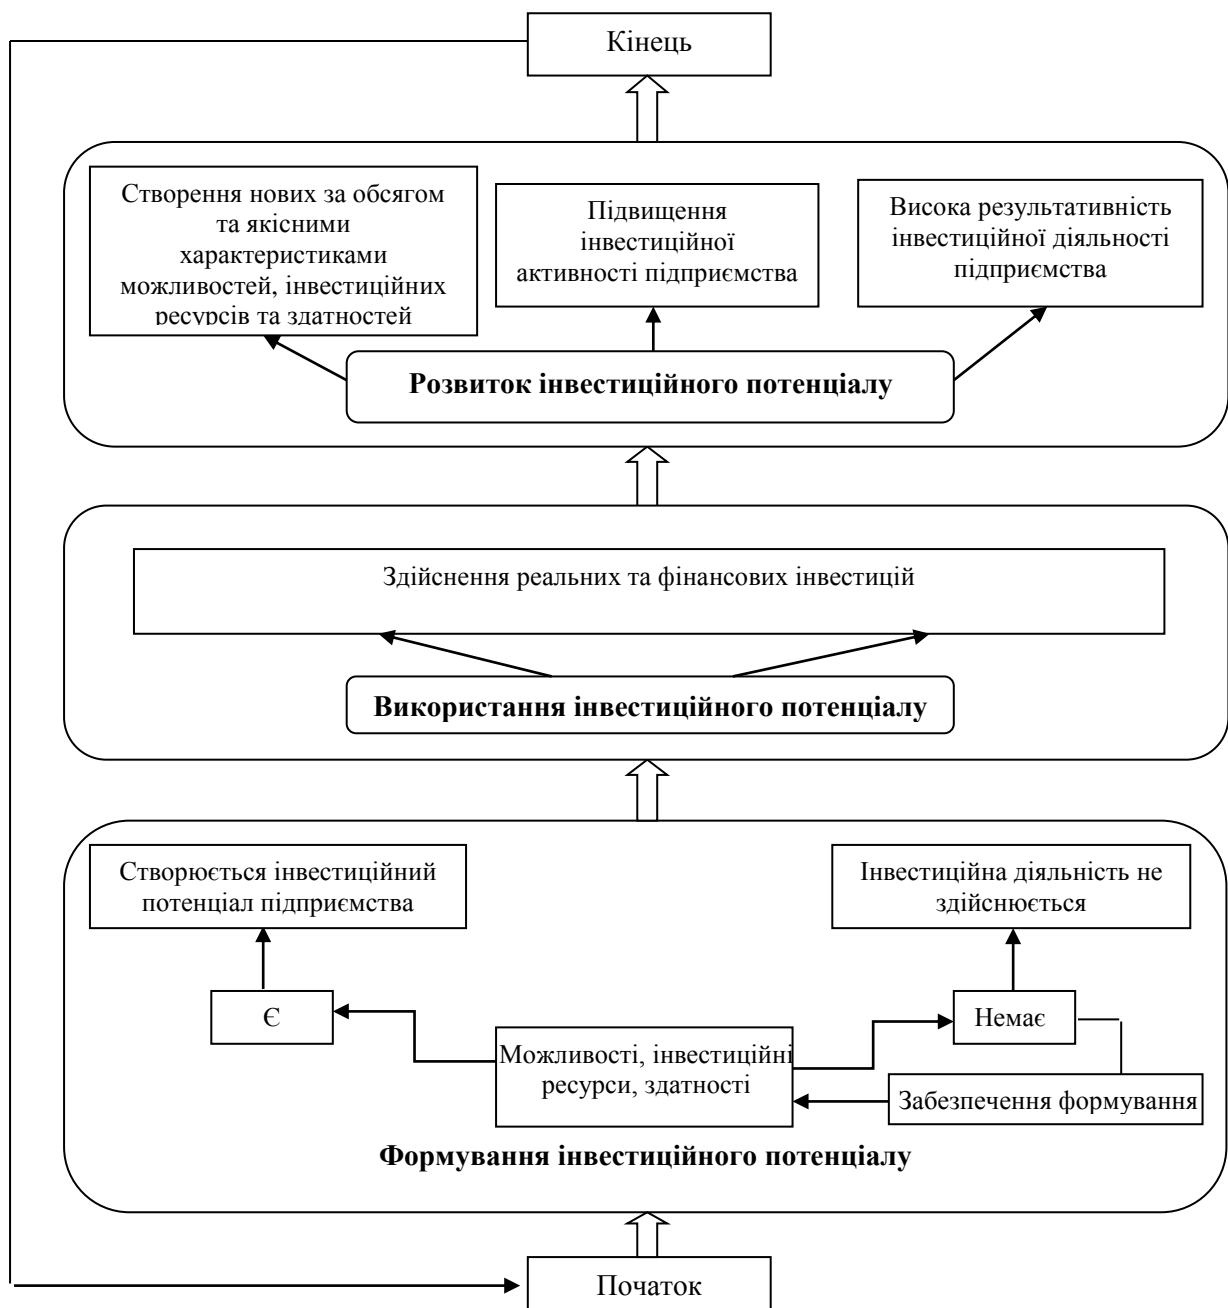 Кінець
Створення нових за обсягом
та якісними
характеристиками
можливостей, інвестиційних
ресурсів та здатностей
Підвищення
інвестиційної
активності підприємства
Висока результативність
інвестиційної діяльності
підприємства
Розвиток інвестиційного потенціалу
Здійснення реальних та фінансових інвестицій
Використання інвестиційного потенціалу
Створюється інвестиційний
потенціал підприємства
Інвестиційна діяльність не
здійснюється
Є
Немає
Можливості, інвестиційні
ресурси, здатності
Забезпечення формування
Формування інвестиційного потенціалу
Початок